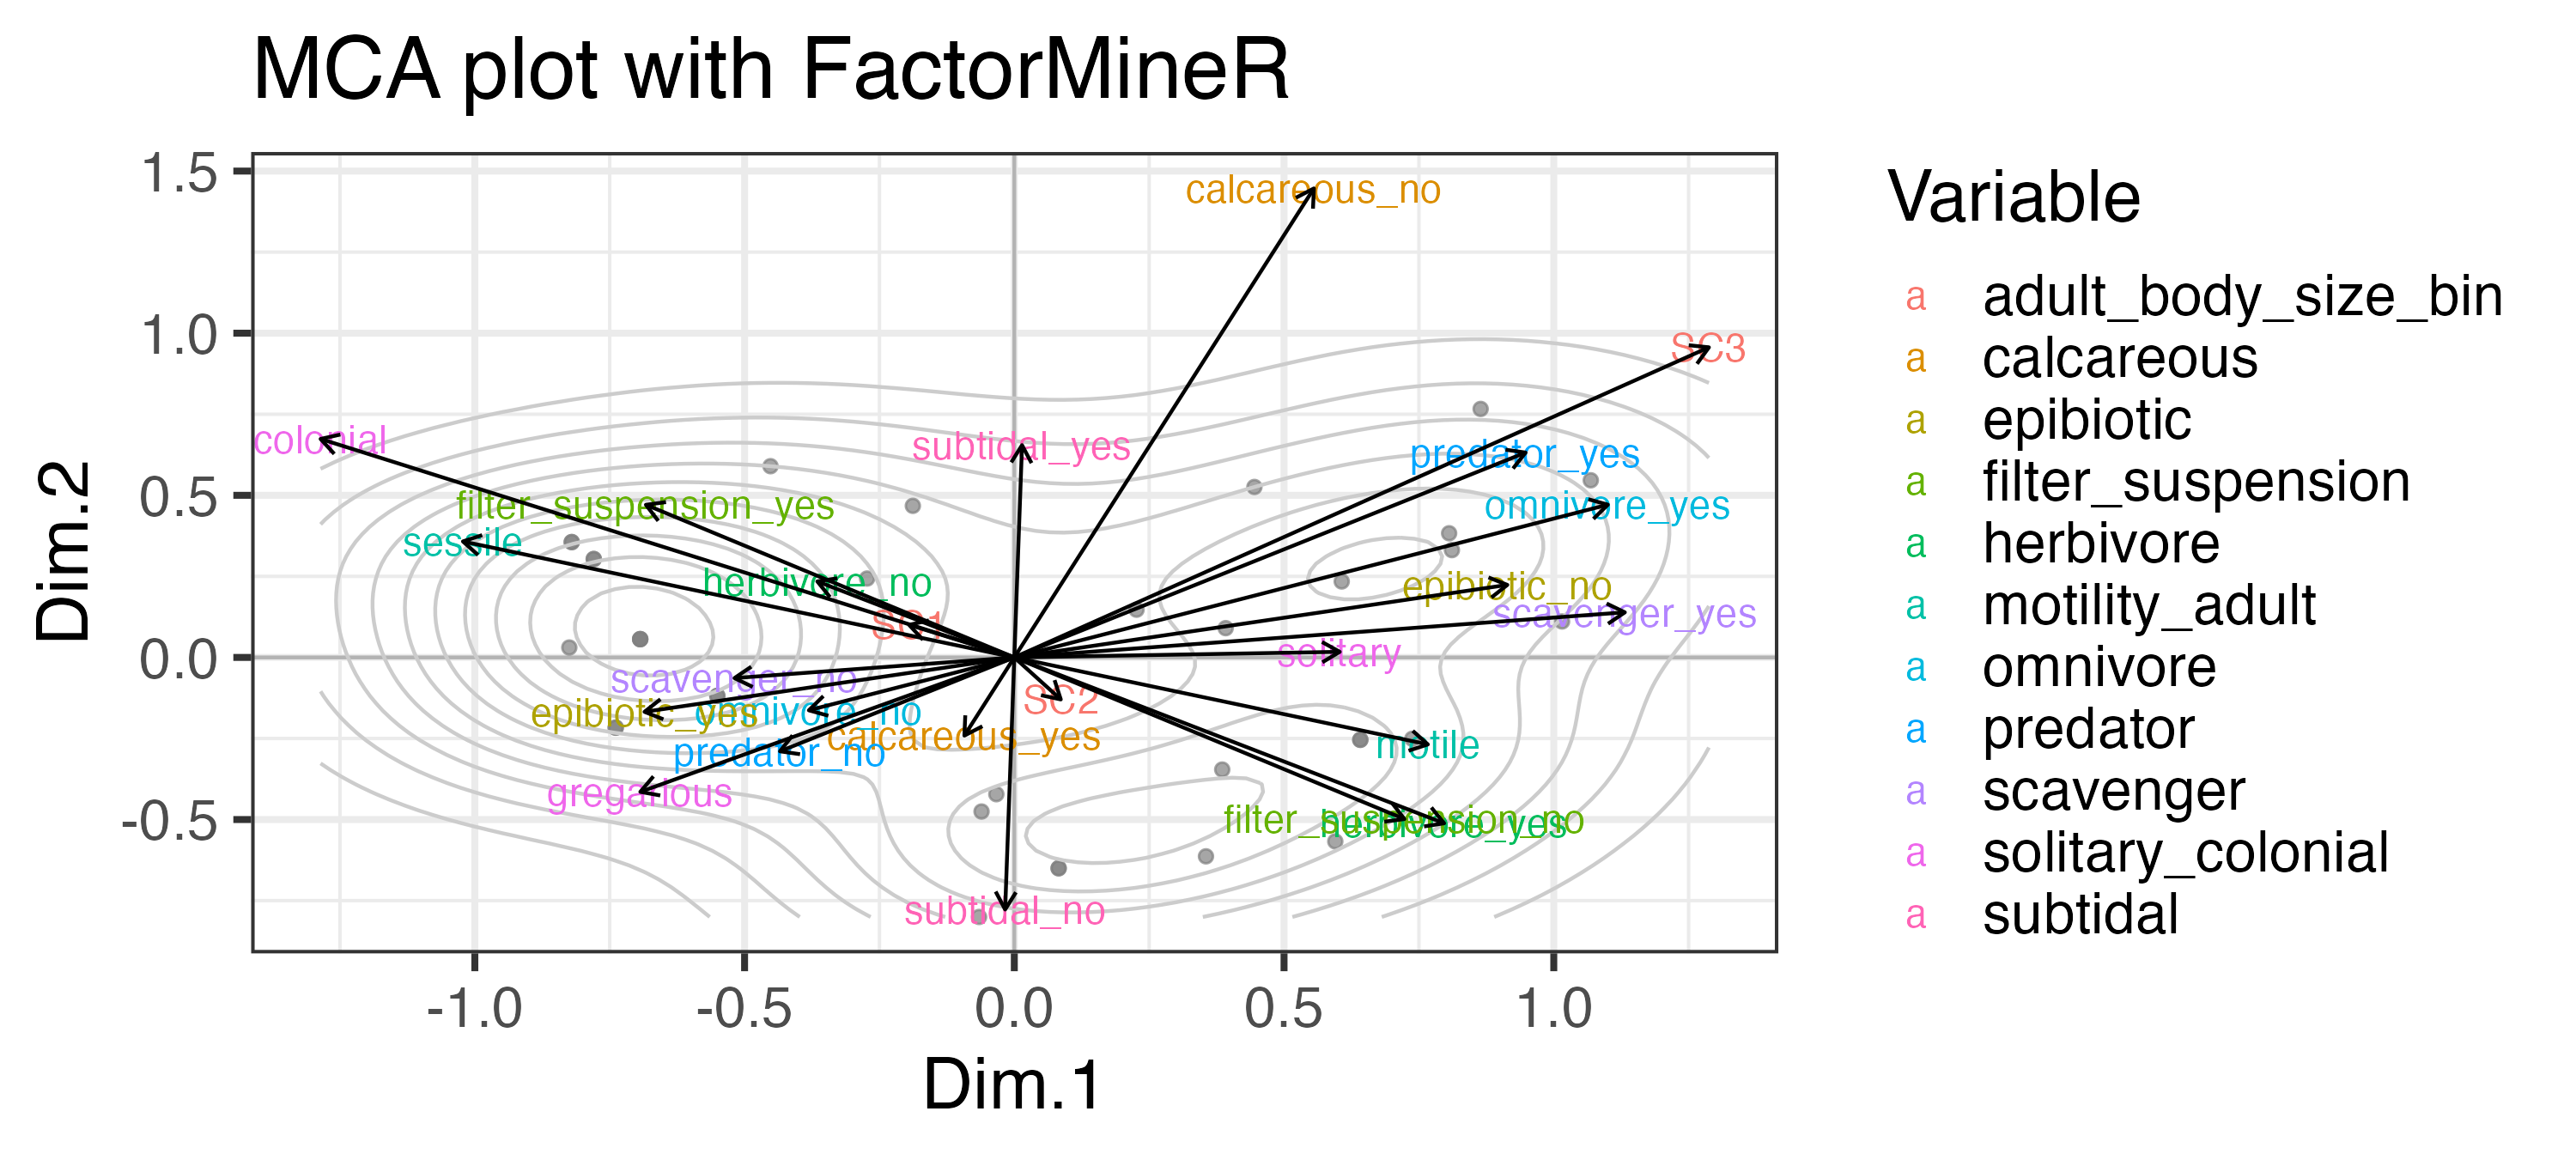 MCA plot with FactorMineR
1.5
1.0
0.5
0.0
-0.5
Dim.2
calcareous_no
SC3
colonial
subtidal_yes
predator_yes
filter_suspension_yes
omnivore_yes
sessile
herbivore_no
epibiotic_no
SC1
scavenger_yes
solitary
scavenger_no
SC2
epibiotic_yes
omnivore_no
calcareous_yes
motile
predator_no
gregarious
filter_suspension_no
herbivore_yes
subtidal_no
-1.0
-0.5
0.0
0.5
1.0
Dim.1
Variable
a adult_body_size_bin
a calcareous
a epibiotic
a filter_suspension
a herbivore
a motility_adult
a omnivore
a predator
a scavenger
a solitary_colonial
a subtidal